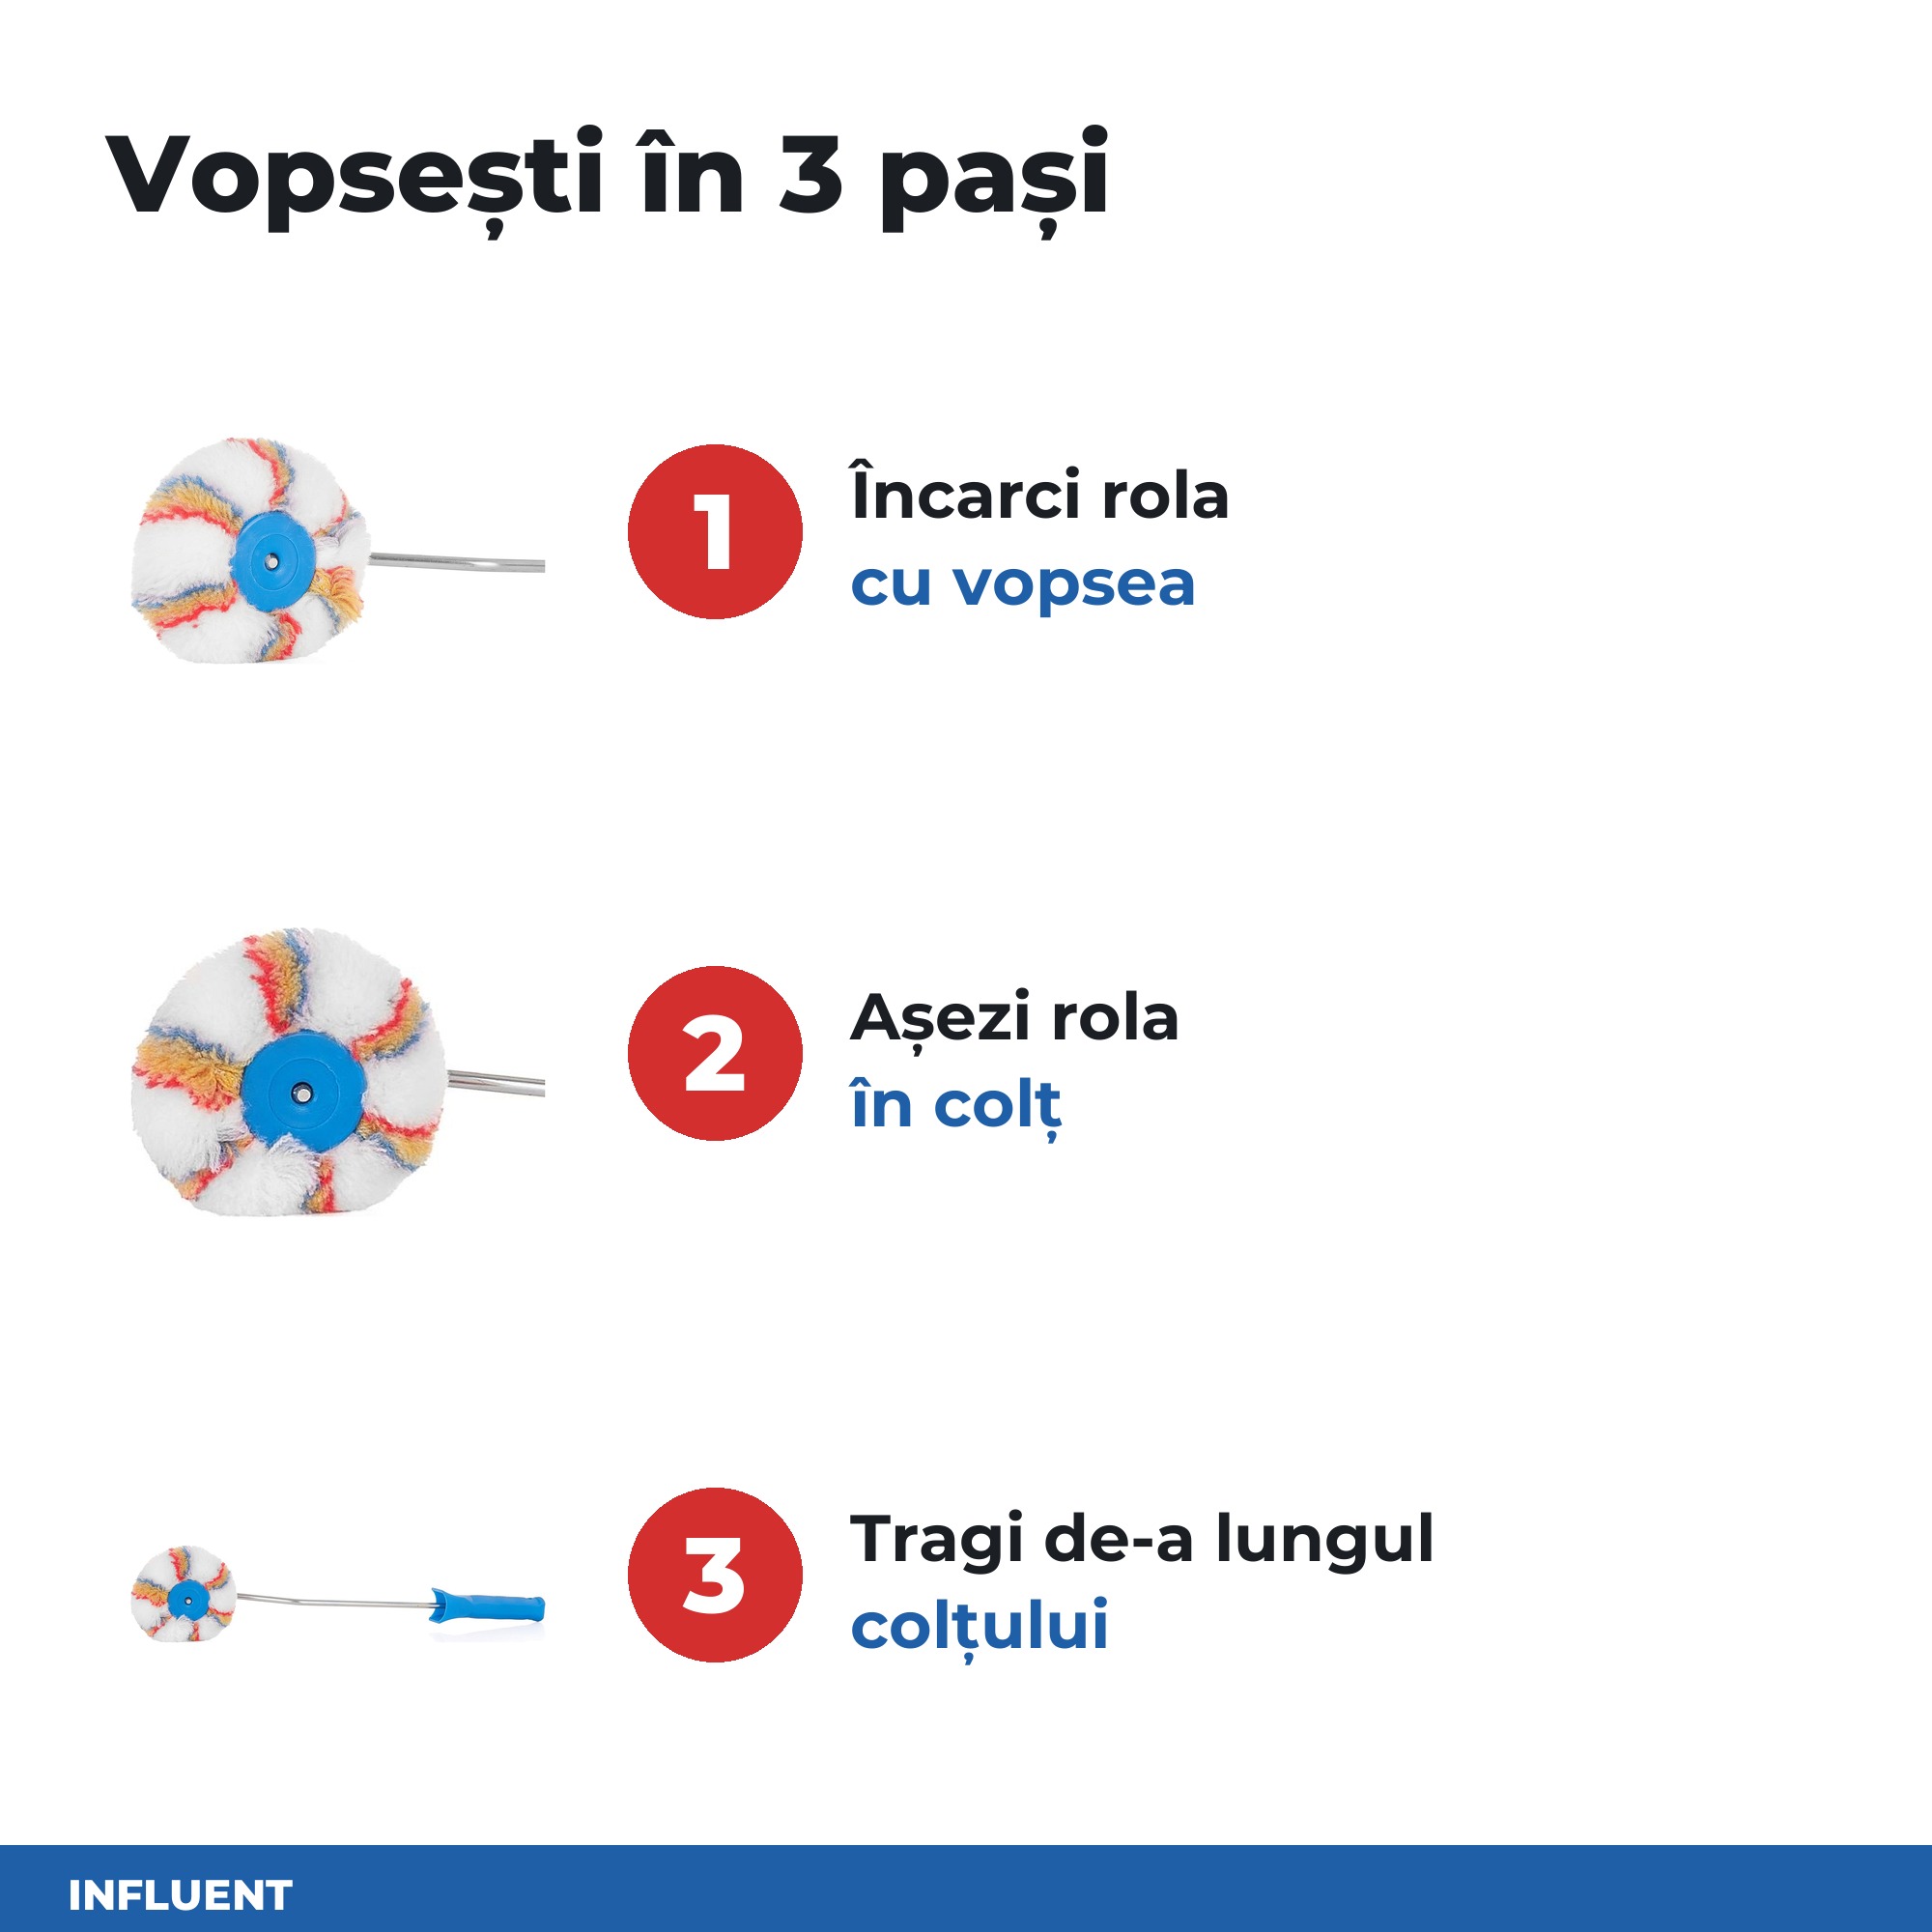 Vopsești în 3 pași
1
Încarci rola
cu vopsea
2
Așezi rola
în colț
3
Tragi de-a lungul
colțului
INFLUENT